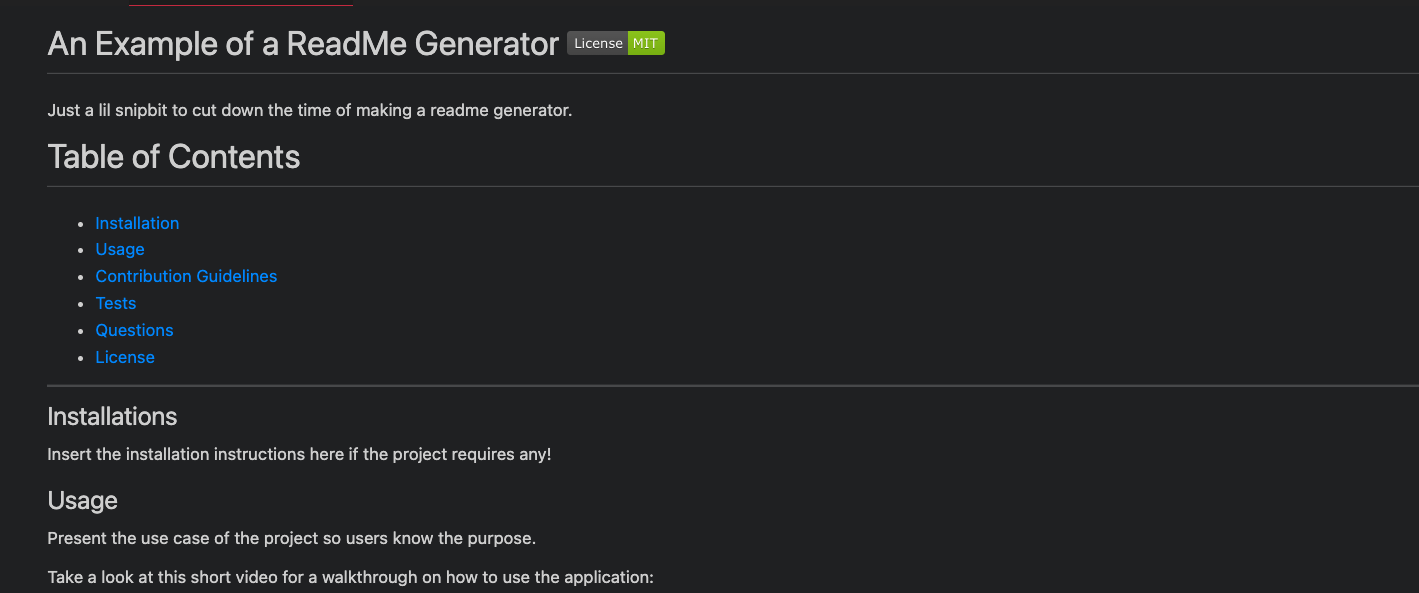 An Example of a ReadMe Generator License MIT
Just a lil snipbit to cut down the time of making a readme generator.
Table of Contents
Installation
Usage
Contribution Guidelines
Tests
Questions
License
Installations
Insert the installation instructions here if the project requires any!
Usage
Present the use case of the project so users know the purpose.
Take a look at this short video for a walkthrough on how to use the application: